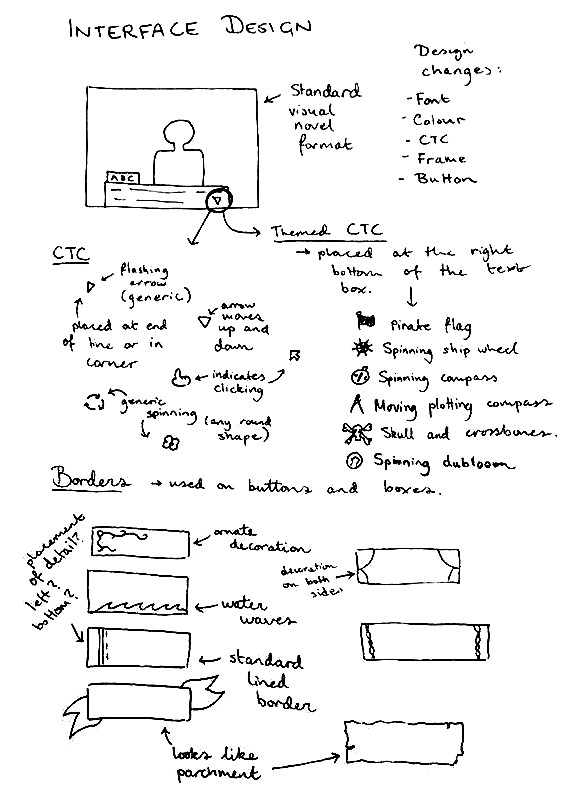 INTERFACE DESIGN
Design
changes:
- Font
- Colour
- CTC
- Frame
- Button
Standard
visual
novel
format
ABC
CTC
flashing
arrow
(generic)
placed at end
of line or in
corner
arrow
moves
up and
down
indicates
clicking
generic
spinning (any round
shape)
Themed CTC
→ placed at the right
bottom of the text
box.
Pirate flag
Spinning ship wheel
Spinning compass
Moving plotting compass
Skull and crossbones.
Spinning dubloom
Borders → used on buttons and boxes.
placement
of detail?
left?
bottom?
ornate
decoration
water
waves
standard
lined
border
looks like
parchment
decoration
on both
sides